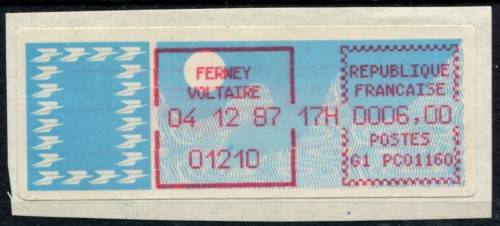 FERNEY
VOLTAIRE
04 12 87 17H
01210
REPUBLIQUE
FRANCAISE
0006,00
POSTES
G1 PC01160